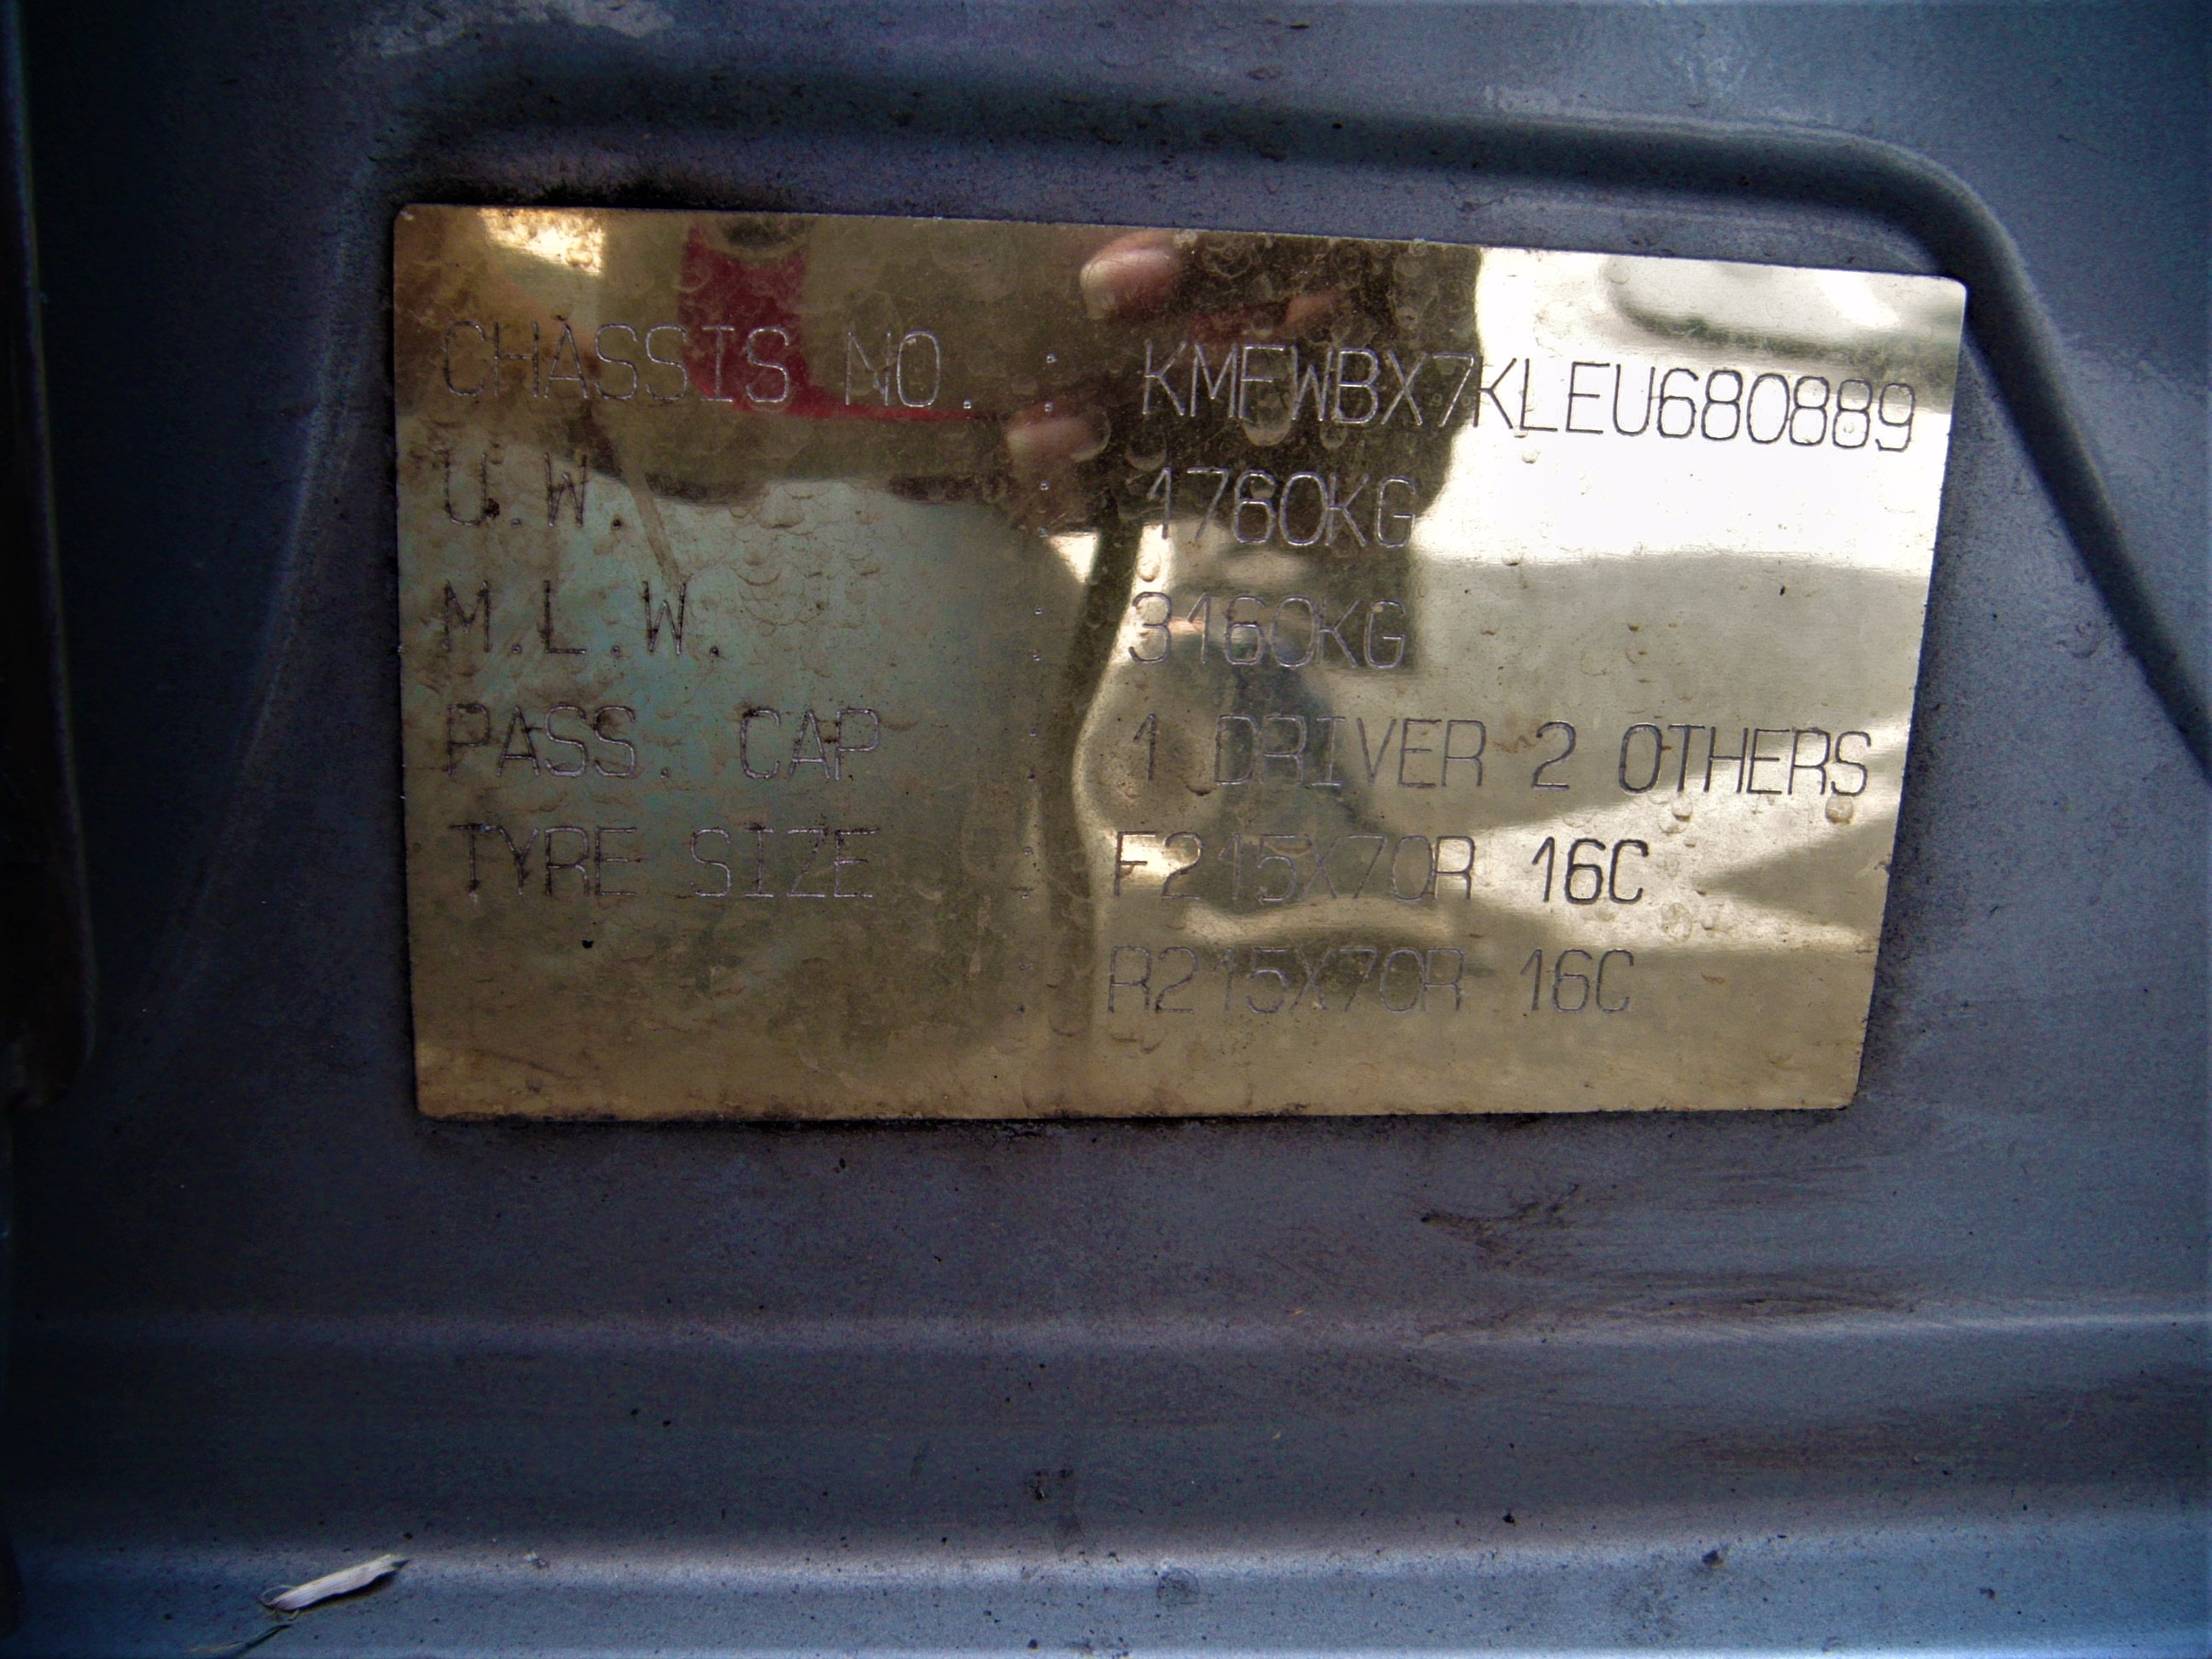 CHASSIS NO. : KMFWBX7KLEU680889
U.W. : 1760KG
M.L.W. : 3160KG
PASS. CAP : 1 DRIVER 2 OTHERS
TYRE SIZE : F215X70R 16C
: R215X70R 16C